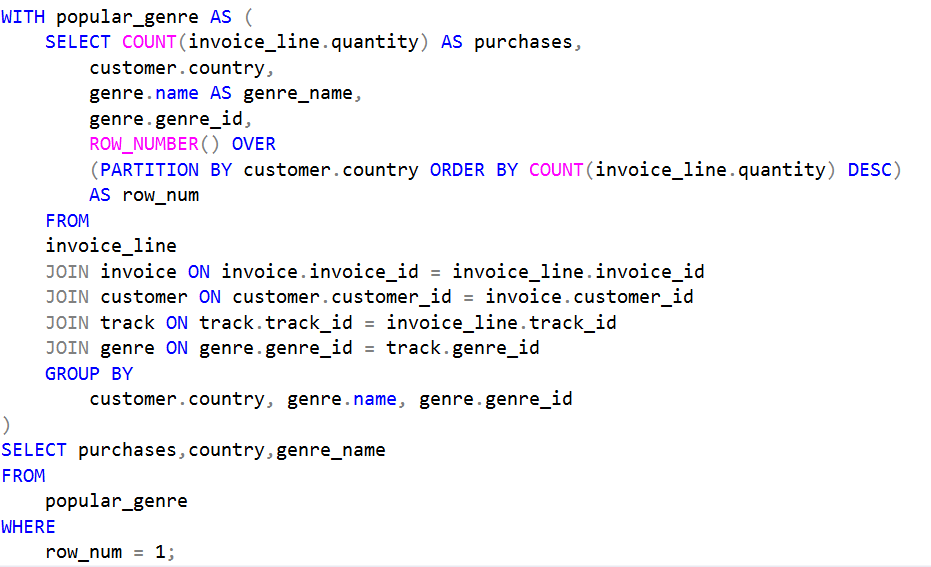 WITH popular_genre AS (
    SELECT COUNT(invoice_line.quantity) AS purchases,
        customer.country,
        genre.name AS genre_name,
        genre.genre_id,
        ROW_NUMBER() OVER
        (PARTITION BY customer.country ORDER BY COUNT(invoice_line.quantity) DESC)
        AS row_num
    FROM
    invoice_line
    JOIN invoice ON invoice.invoice_id = invoice_line.invoice_id
    JOIN customer ON customer.customer_id = invoice.customer_id
    JOIN track ON track.track_id = invoice_line.track_id
    JOIN genre ON genre.genre_id = track.genre_id
    GROUP BY
        customer.country, genre.name, genre.genre_id
)
SELECT purchases,country,genre_name
FROM
    popular_genre
WHERE
    row_num = 1;